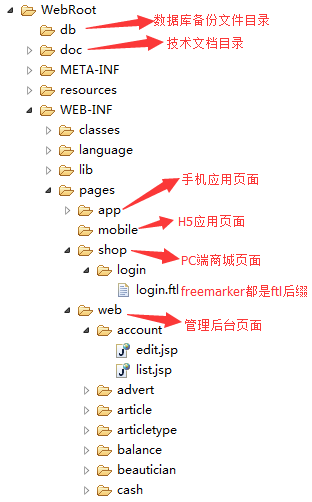 WebRoot
db 数据库备份文件目录
doc 技术文档目录
META-INF
resources
WEB-INF
classes
language
lib
pages
app 手机应用页面
mobile H5应用页面
shop PC端商城页面
login
login.ftl freemarker都是ftl后缀
web 管理后台页面
account
edit.jsp
list.jsp
advert
article
articletype
balance
beautician
cash